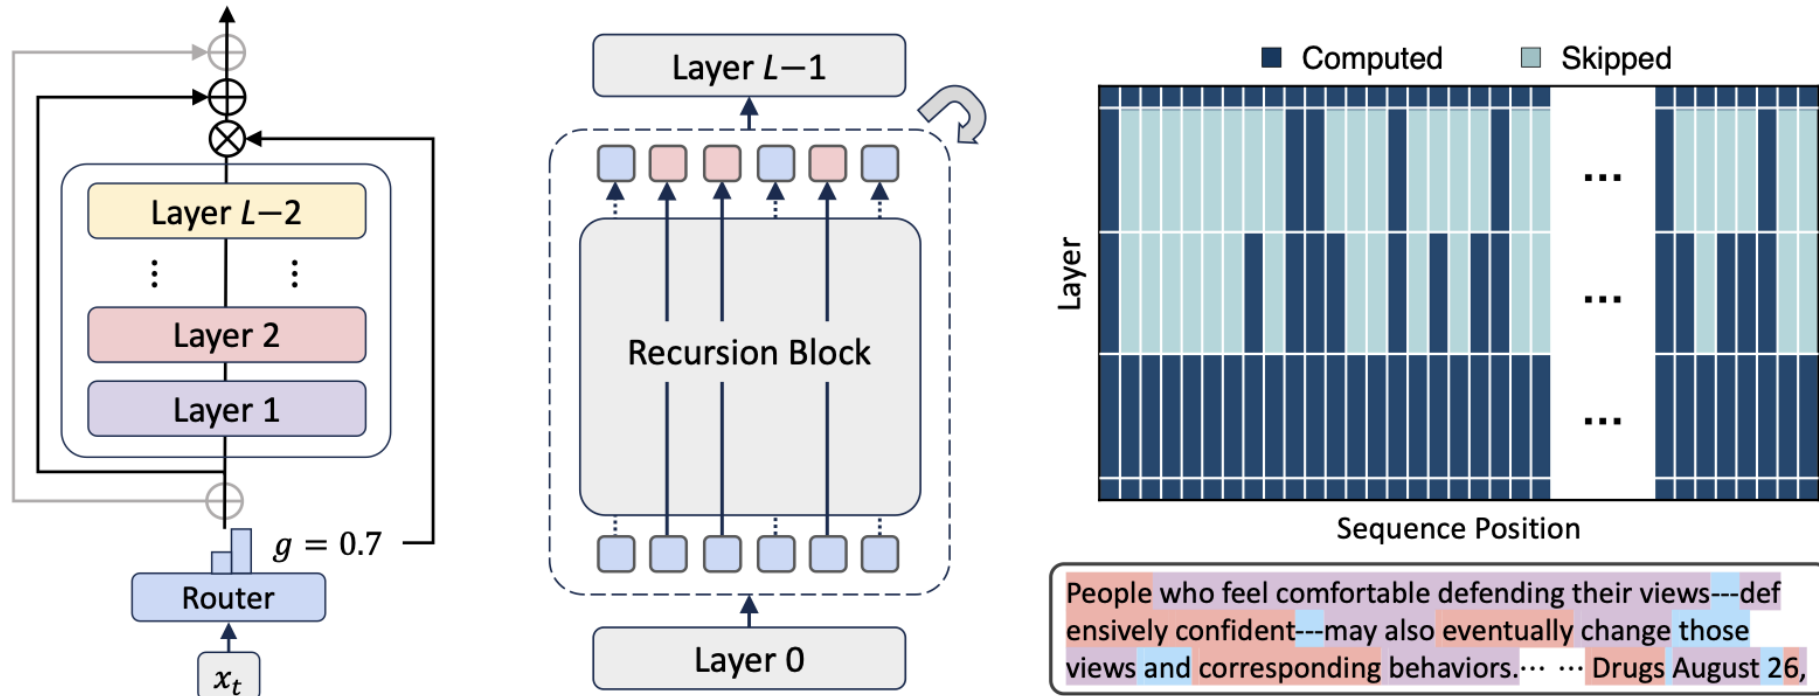 Layer L−2
⋮ ⋮
Layer 2
Layer 1
g = 0.7
Router
xₜ
Layer L−1
Recursion Block
Layer 0
Computed
Skipped
...
...
...
Layer
Sequence Position
People who feel comfortable defending their views---def
ensively confident---may also eventually change those
views and corresponding behaviors.··· ··· Drugs August 26,